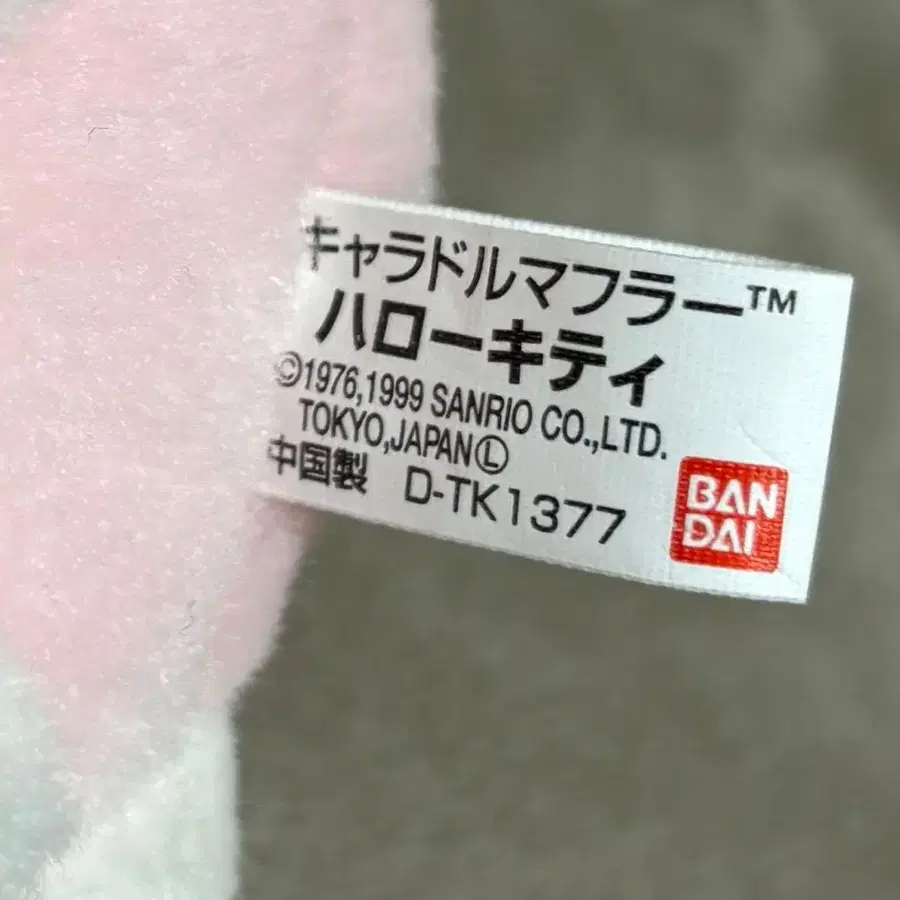 キャラドルマフラー™
ハローキティ
©1976,1999 SANRIO CO.,LTD.
TOKYO,JAPANⓁ
中国製 D-TK1377
BAN
DAI